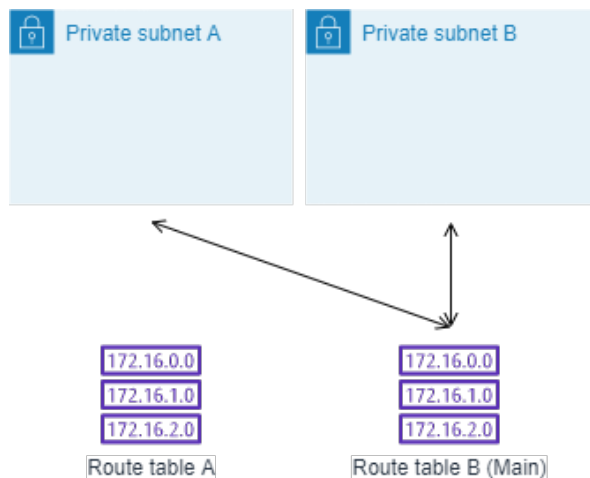 Private subnet A
Private subnet B
172.16.0.0
172.16.1.0
172.16.2.0
Route table A
172.16.0.0
172.16.1.0
172.16.2.0
Route table B (Main)